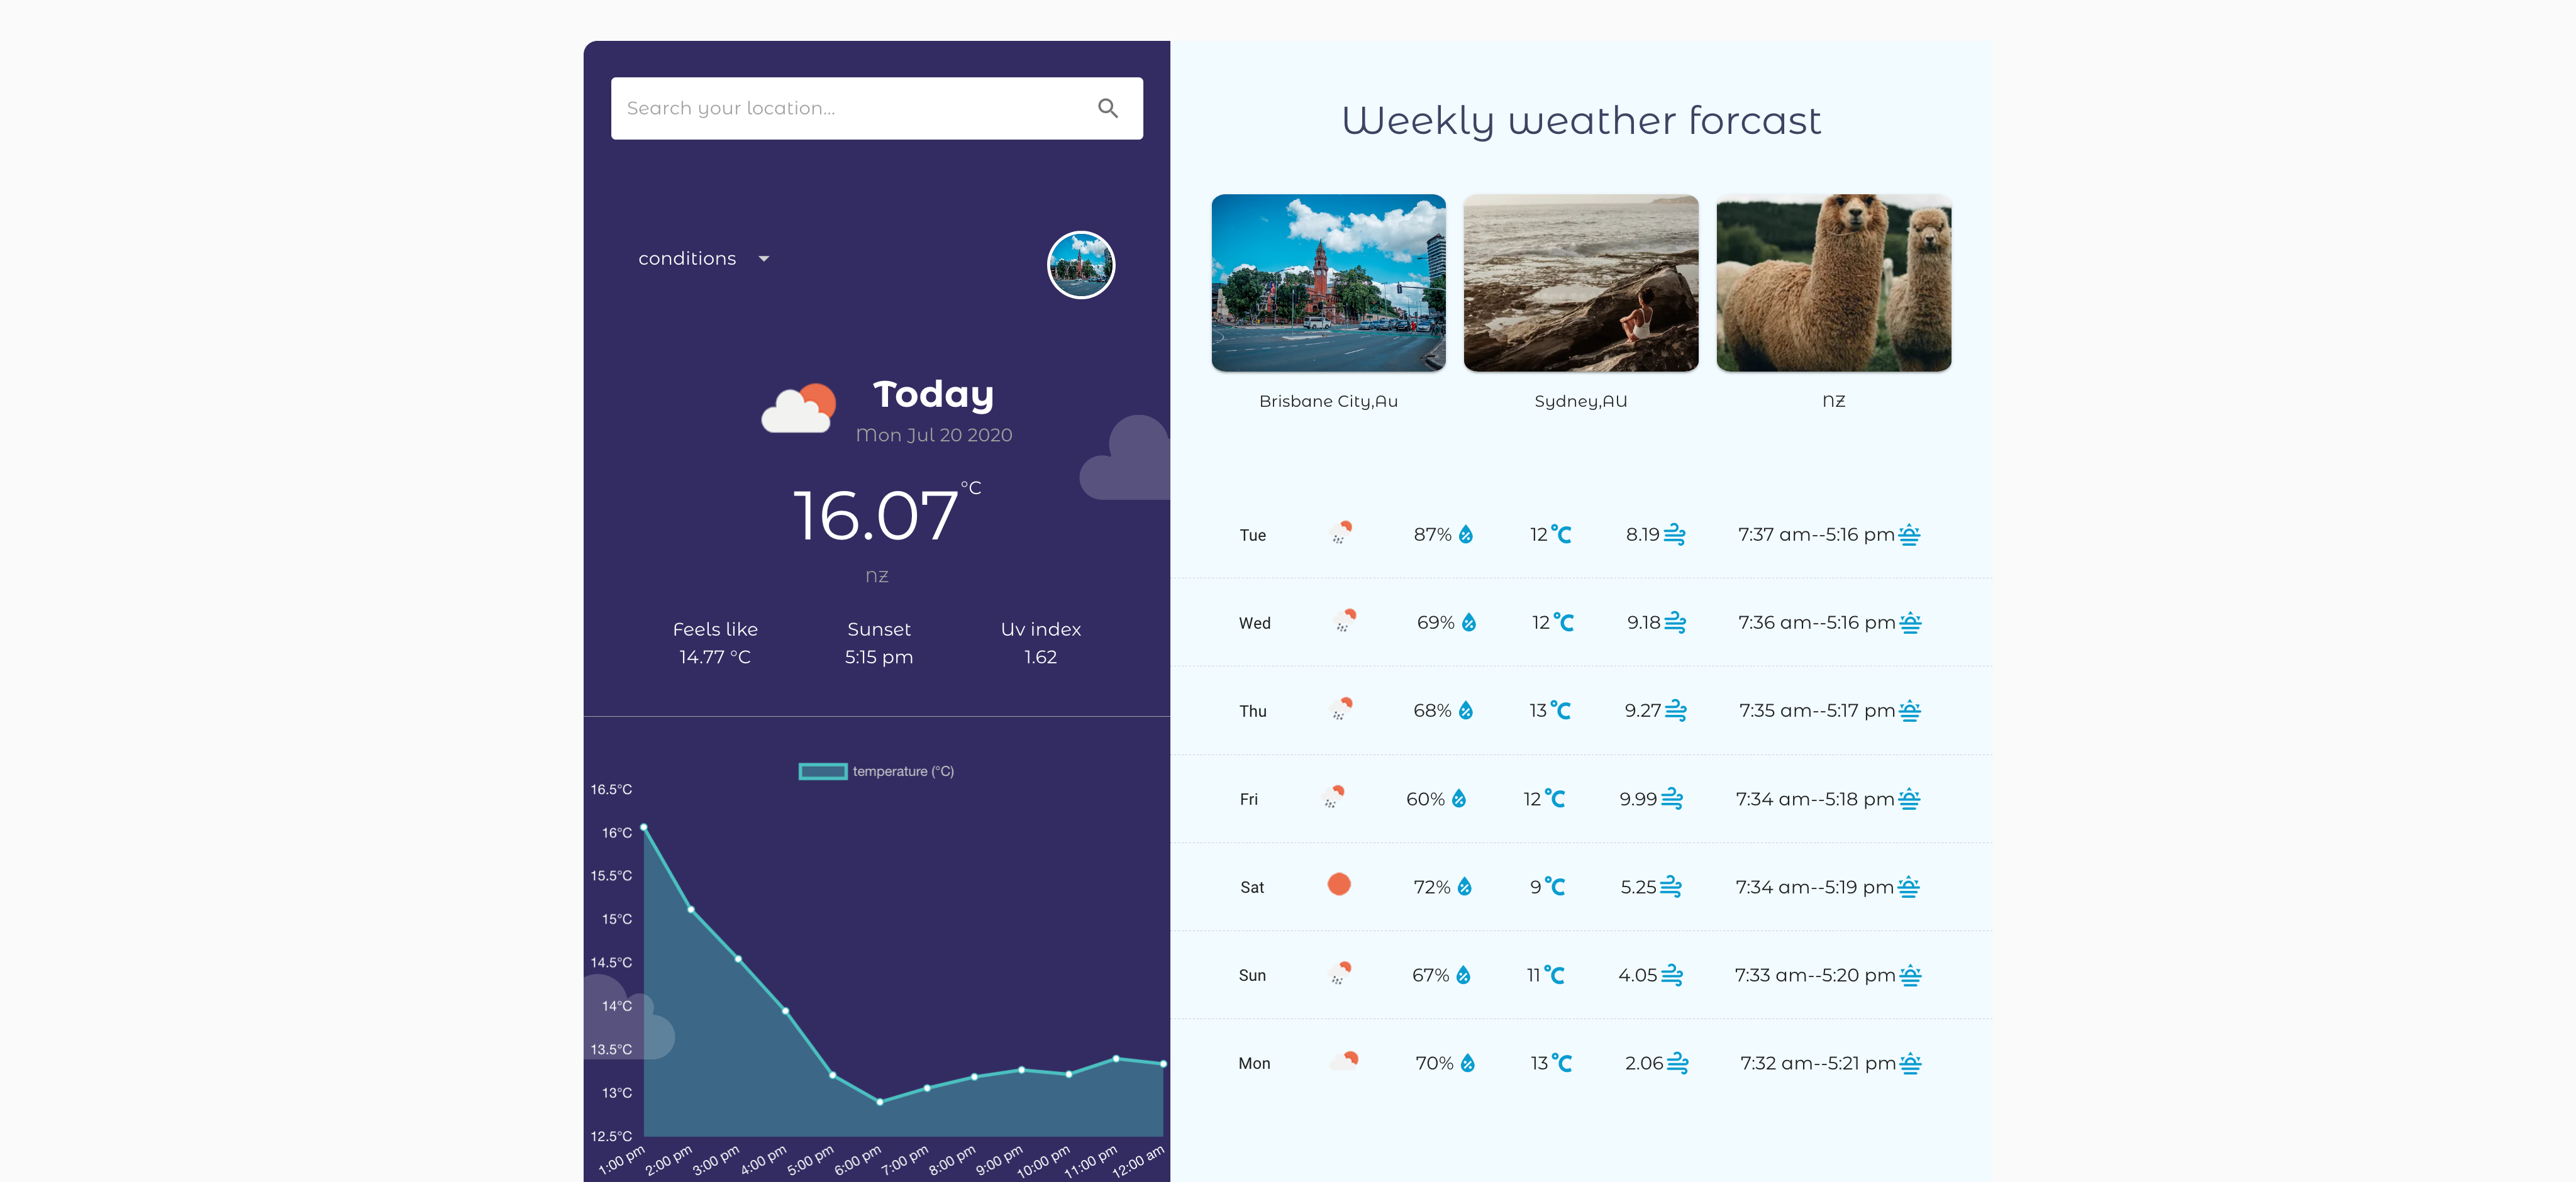 Search your location...
conditions
Today
Mon Jul 20 2020
16.07 °C
nz
Feels like Sunset Uv index
14.77 °C 5:15 pm 1.62
temperature (°C)
16.5°C
16°C
15.5°C
15°C
14.5°C
14°C
13.5°C
13°C
12.5°C
1:00 pm 2:00 pm 3:00 pm 4:00 pm 5:00 pm 6:00 pm 7:00 pm 8:00 pm 9:00 pm 10:00 pm 11:00 pm 12:00 am
Weekly weather forcast
Brisbane City,Au Sydney,AU NZ
Tue 87% 12 °C 8.19 7:37 am--5:16 pm
Wed 69% 12 °C 9.18 7:36 am--5:16 pm
Thu 68% 13 °C 9.27 7:35 am--5:17 pm
Fri 60% 12 °C 9.99 7:34 am--5:18 pm
Sat 72% 9 °C 5.25 7:34 am--5:19 pm
Sun 67% 11 °C 4.05 7:33 am--5:20 pm
Mon 70% 13 °C 2.06 7:32 am--5:21 pm